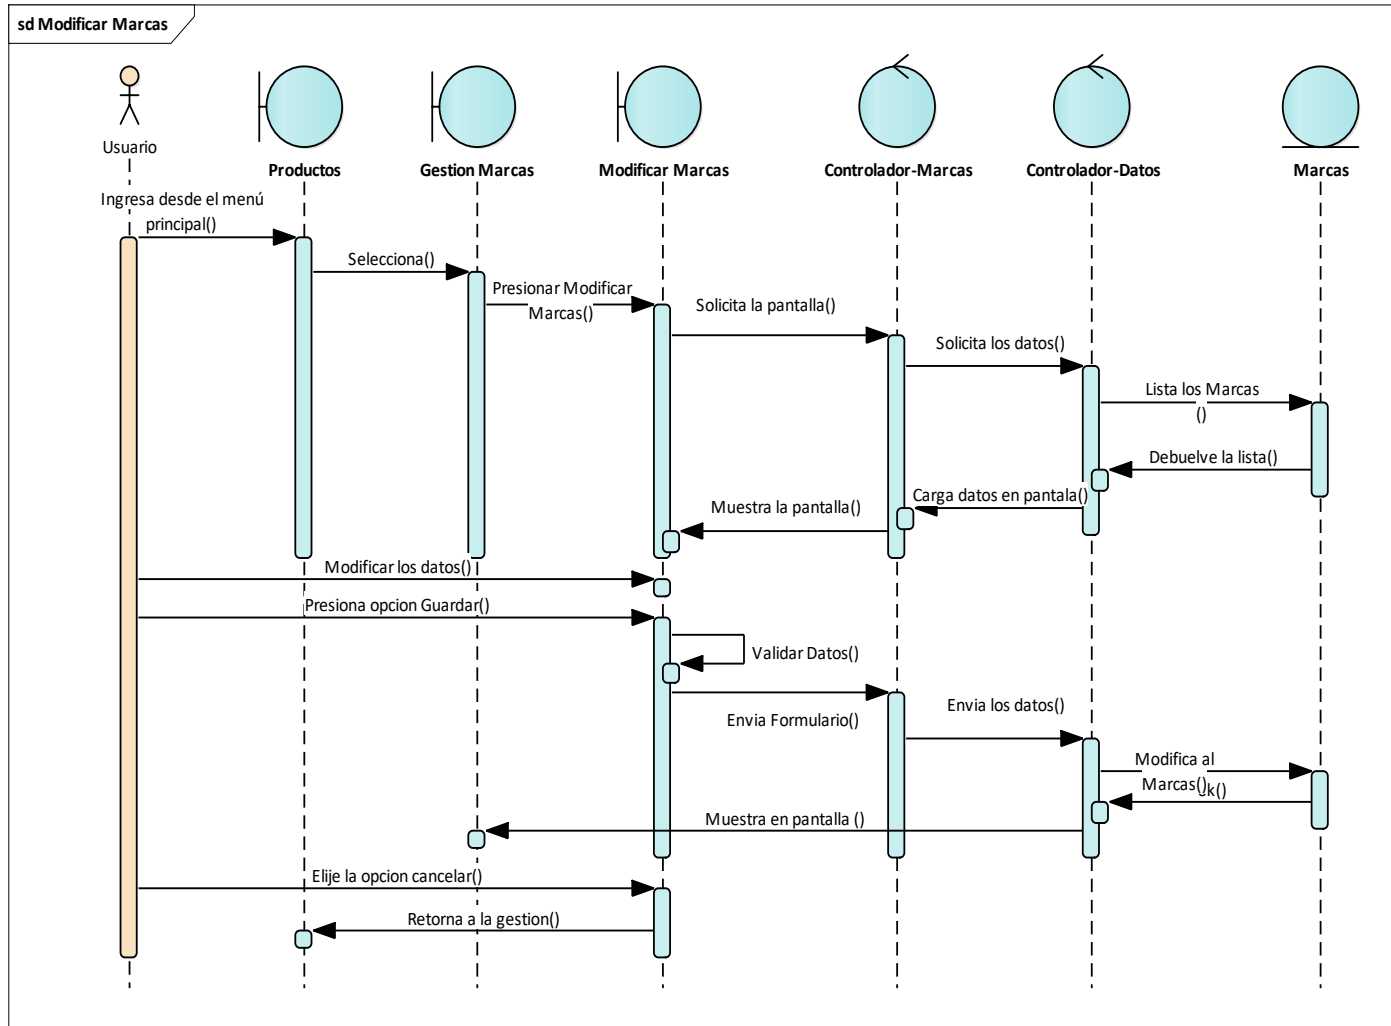 sd Modificar Marcas
Usuario
Productos
Gestion Marcas
Modificar Marcas
Controlador-Marcas
Controlador-Datos
Marcas
Ingresa desde el menú
principal()
Selecciona()
Presionar Modificar
Marcas()
Solicita la pantalla()
Solicita los datos()
Lista los Marcas
()
Debuelve la lista()
Carga datos en pantala()
Muestra la pantalla()
Modificar los datos()
Presiona opcion Guardar()
Validar Datos()
Envia Formulario()
Envia los datos()
Modifica al
Marcas()
Muestra en pantalla ()
Elije la opcion cancelar()
Retorna a la gestion()